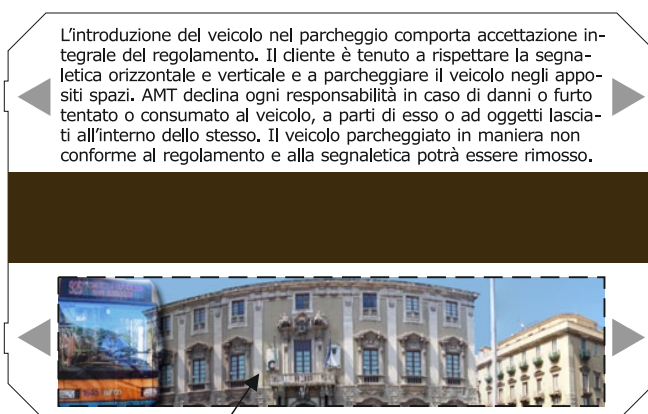 L'introduzione del veicolo nel parcheggio comporta accettazione in-
tegrale del regolamento. Il cliente è tenuto a rispettare la segna-
letica orizzontale e verticale e a parcheggiare il veicolo negli appo-
siti spazi. AMT declina ogni responsabilità in caso di danni o furto
tentato o consumato al veicolo, a parti di esso o ad oggetti lascia-
ti all'interno dello stesso. Il veicolo parcheggiato in maniera non
conforme al regolamento e alla segnaletica potrà essere rimosso.